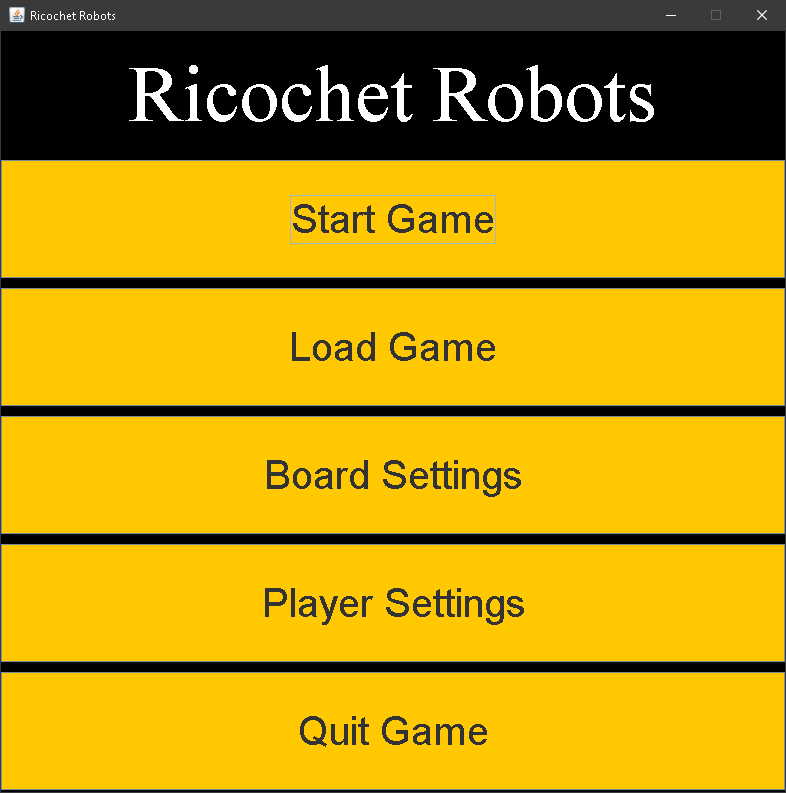 Ricochet Robots
Ricochet Robots
Start Game
Load Game
Board Settings
Player Settings
Quit Game